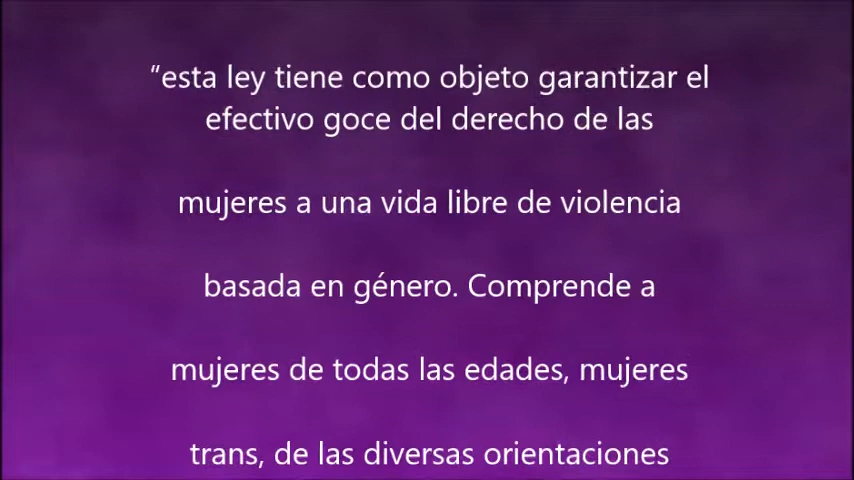 “esta ley tiene como objeto garantizar el
efectivo goce del derecho de las
mujeres a una vida libre de violencia
basada en género. Comprende a
mujeres de todas las edades, mujeres
trans, de las diversas orientaciones